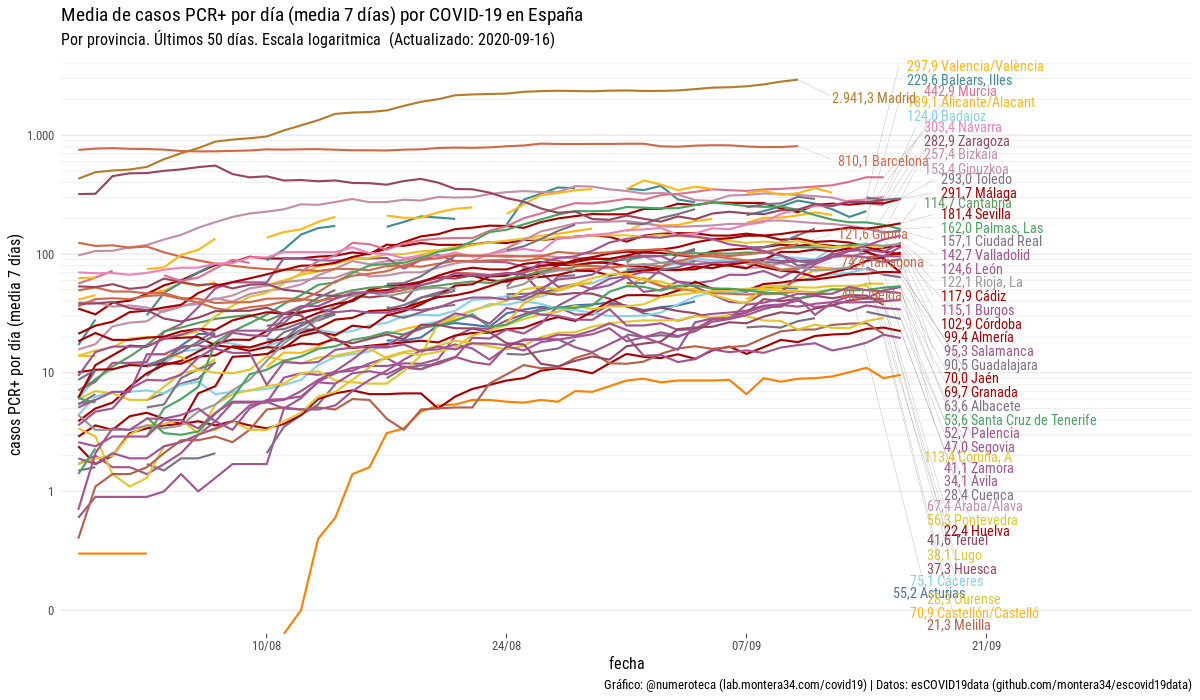 Media de casos PCR+ por día (media 7 días) por COVID-19 en España
Por provincia. Últimos 50 días. Escala logaritmica (Actualizado: 2020-09-16)
casos PCR+ por día (media 7 días)
1.000
100
10
1
0
2.941,3 Madrid
810,1 Barcelona
297,9 Valencia/València
229,6 Balears, Illes
442,9 Murcia
189,1 Alicante/Alacant
124,0 Badajoz
303,4 Navarra
282,9 Zaragoza
257,4 Bizkaia
153,4 Gipuzkoa
293,0 Toledo
291,7 Málaga
114,7 Cantabria
181,4 Sevilla
162,0 Palmas, Las
121,6 Girona
157,1 Ciudad Real
142,7 Valladolid
Tarragona
124,6 León
122,1 Rioja, La
Lleida
117,9 Cádiz
115,1 Burgos
102,9 Córdoba
99,4 Almería
95,3 Salamanca
90,5 Guadalajara
70,0 Jaén
69,7 Granada
63,6 Albacete
53,6 Santa Cruz de Tenerife
52,7 Palencia
47,0 Segovia
113,4 Coruña, A
41,1 Zamora
34,1 Ávila
28,4 Cuenca
67,4 Araba/Álava
56,3 Pontevedra
22,4 Huelva
41,6 Teruel
38,1 Lugo
37,3 Huesca
75,1 Cáceres
55,2 Asturias
28,9 Ourense
70,9 Castellón/Castelló
21,3 Melilla
10/08
24/08
07/09
21/09
fecha
Gráfico: @numeroteca (lab.montera34.com/covid19) | Datos: esCOVID19data (github.com/montera34/escovid19data)